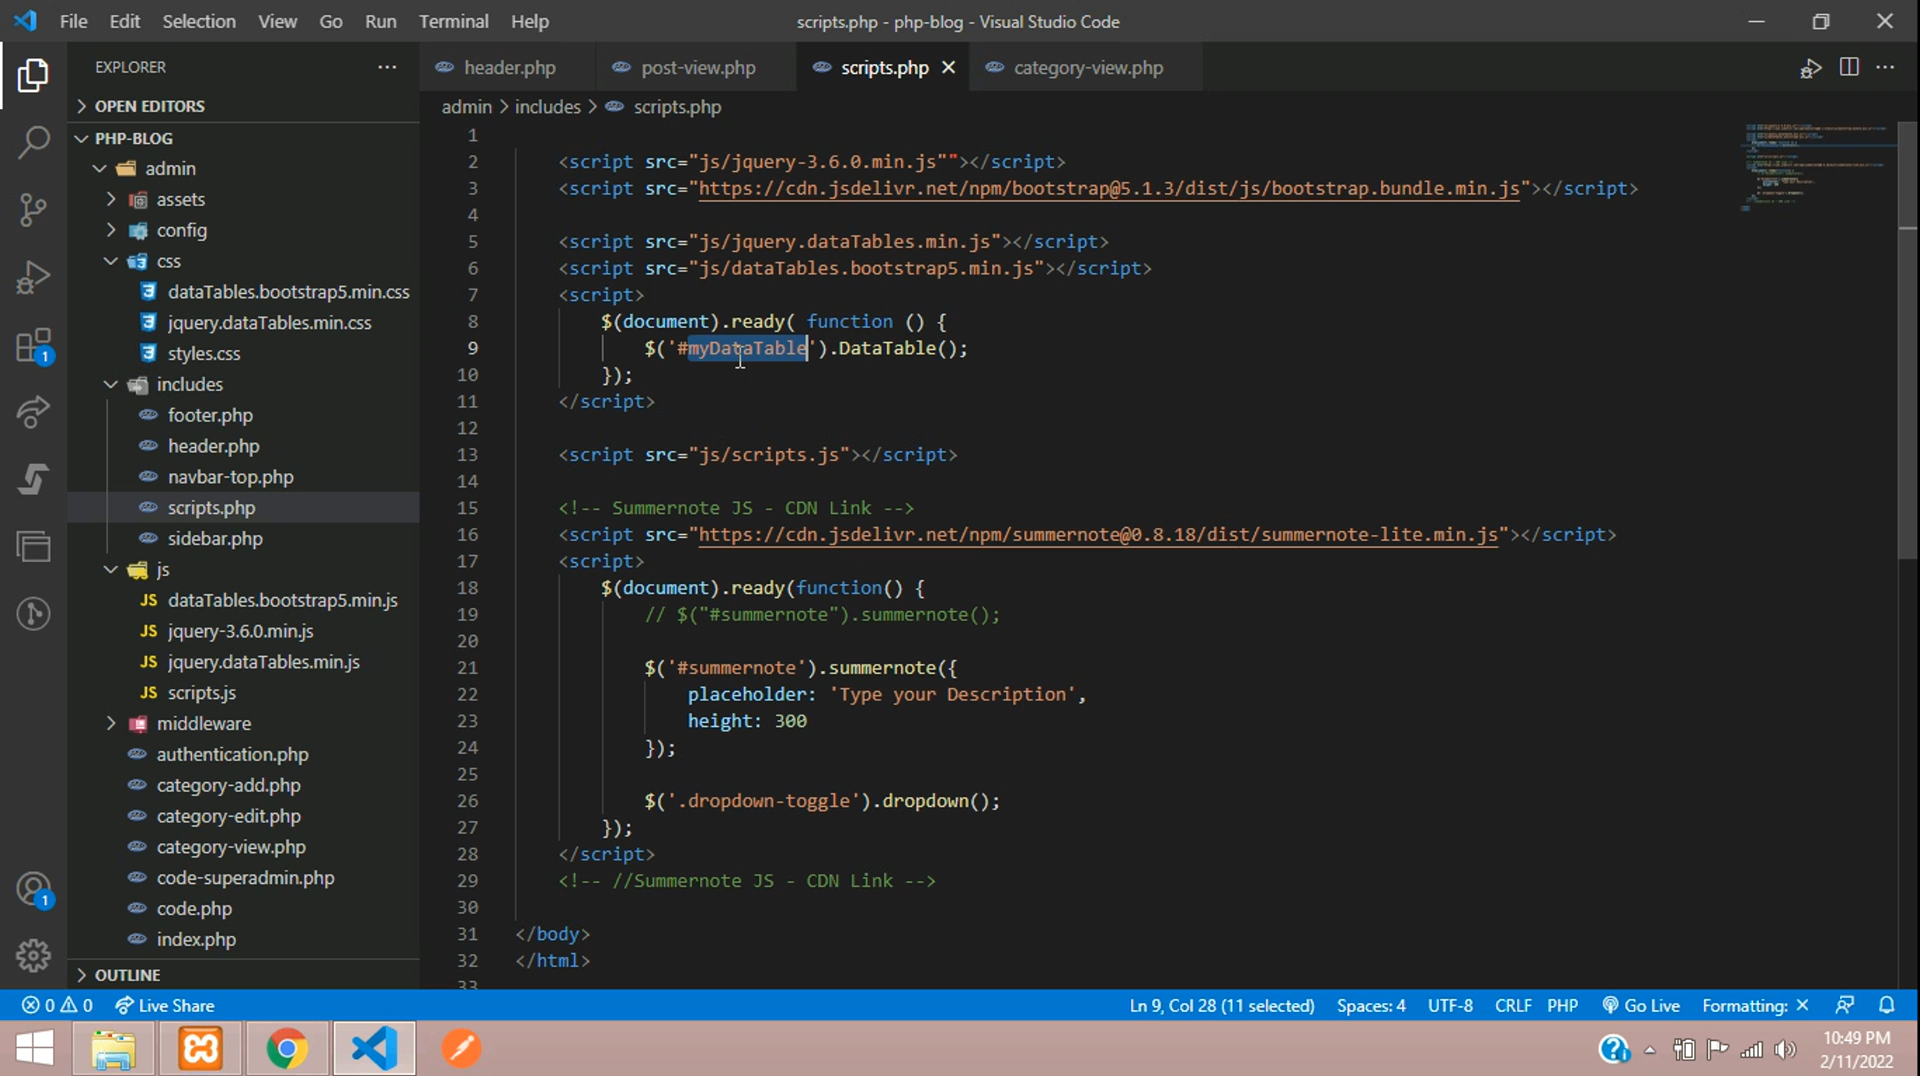 File Edit Selection View Go Run Terminal Help
scripts.php - php-blog - Visual Studio Code
EXPLORER
OPEN EDITORS
PHP-BLOG
admin
assets
config
css
dataTables.bootstrap5.min.css
jquery.dataTables.min.css
styles.css
includes
footer.php
header.php
navbar-top.php
scripts.php
sidebar.php
js
JS dataTables.bootstrap5.min.js
JS jquery-3.6.0.min.js
JS jquery.dataTables.min.js
JS scripts.js
middleware
authentication.php
category-add.php
category-edit.php
category-view.php
code-superadmin.php
code.php
index.php
OUTLINE
header.php post-view.php scripts.php category-view.php
admin > includes > scripts.php
1
2 <script src="js/jquery-3.6.0.min.js""></script>
3 <script src="https://cdn.jsdelivr.net/npm/bootstrap@5.1.3/dist/js/bootstrap.bundle.min.js"></script>
4
5 <script src="js/jquery.dataTables.min.js"></script>
6 <script src="js/dataTables.bootstrap5.min.js"></script>
7 <script>
8 $(document).ready( function () {
9 $('#myDataTable').DataTable();
10 });
11 </script>
12
13 <script src="js/scripts.js"></script>
14
15 <!-- Summernote JS - CDN Link -->
16 <script src="https://cdn.jsdelivr.net/npm/summernote@0.8.18/dist/summernote-lite.min.js"></script>
17 <script>
18 $(document).ready(function() {
19 // $("#summernote").summernote();
20
21 $('#summernote').summernote({
22 placeholder: 'Type your Description',
23 height: 300
24 });
25
26 $('.dropdown-toggle').dropdown();
27 });
28 </script>
29 <!-- //Summernote JS - CDN Link -->
30
31 </body>
32 </html>
33
1
1
0 0 Live Share
Ln 9, Col 28 (11 selected) Spaces: 4 UTF-8 CRLF PHP Go Live Formatting: ×
10:49 PM
2/11/2022